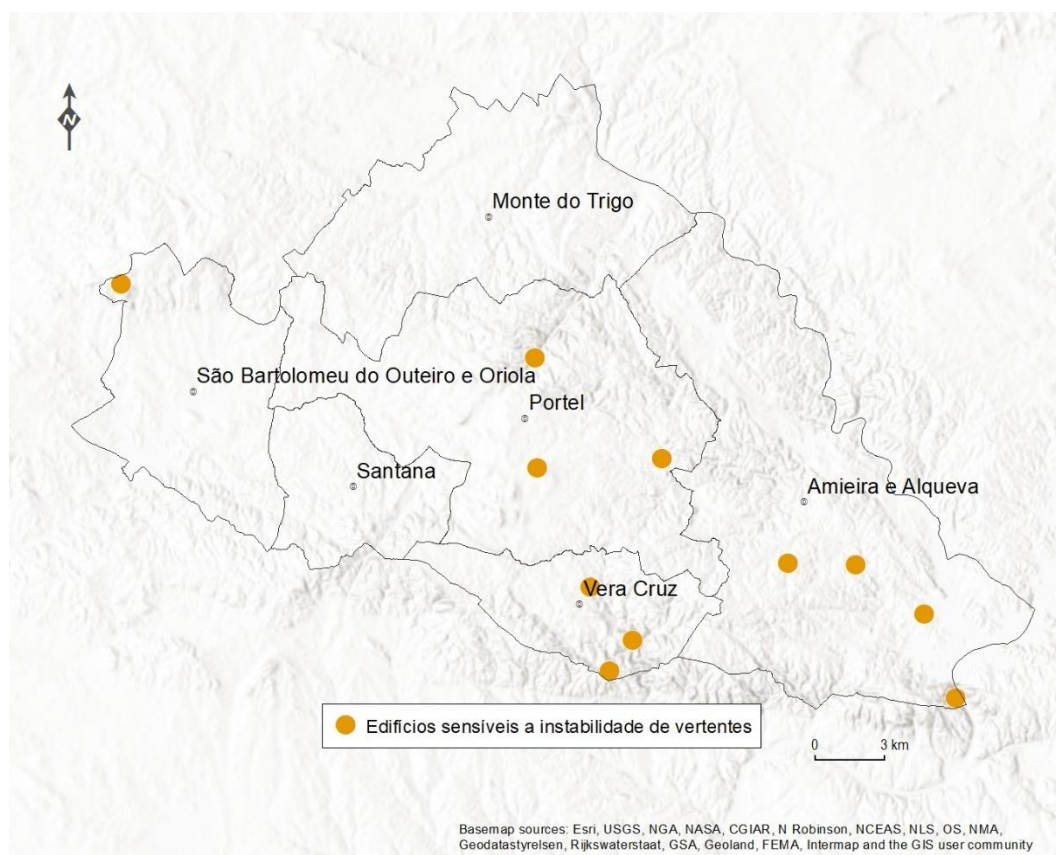 N
Monte do Trigo
São Bartolomeu do Outeiro e Oriola
Portel
Santana
Amieira e Alqueva
Vera Cruz
Edifícios sensíveis a instabilidade de vertentes
0 3 km
Basemap sources: Esri, USGS, NGA, NASA, CGIAR, N Robinson, NCEAS, NLS, OS, NMA,
Geodatastyrelsen, Rijkswaterstaat, GSA, Geoland, FEMA, Intermap and the GIS user community